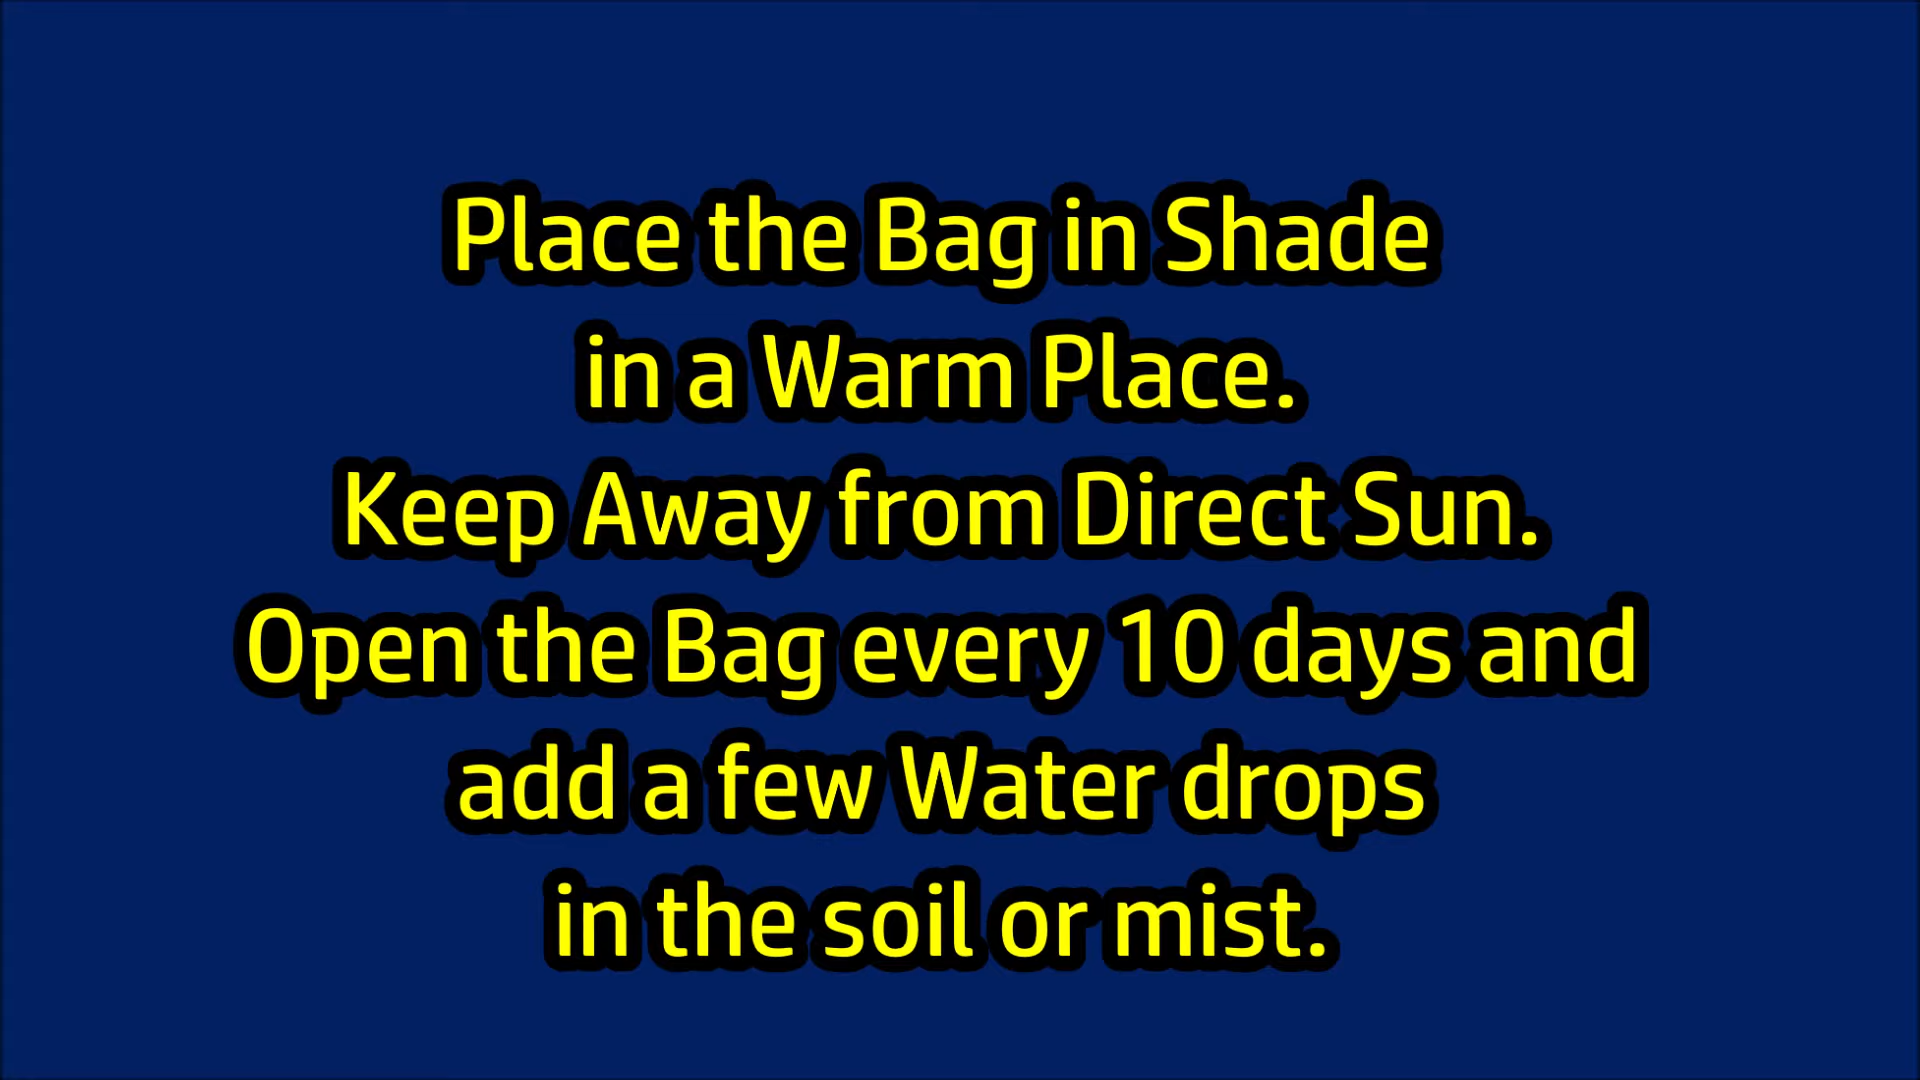 Place the Bag in Shade
in a Warm Place.
Keep Away from Direct Sun.
Open the Bag every 10 days and
add a few Water drops
in the soil or mist.